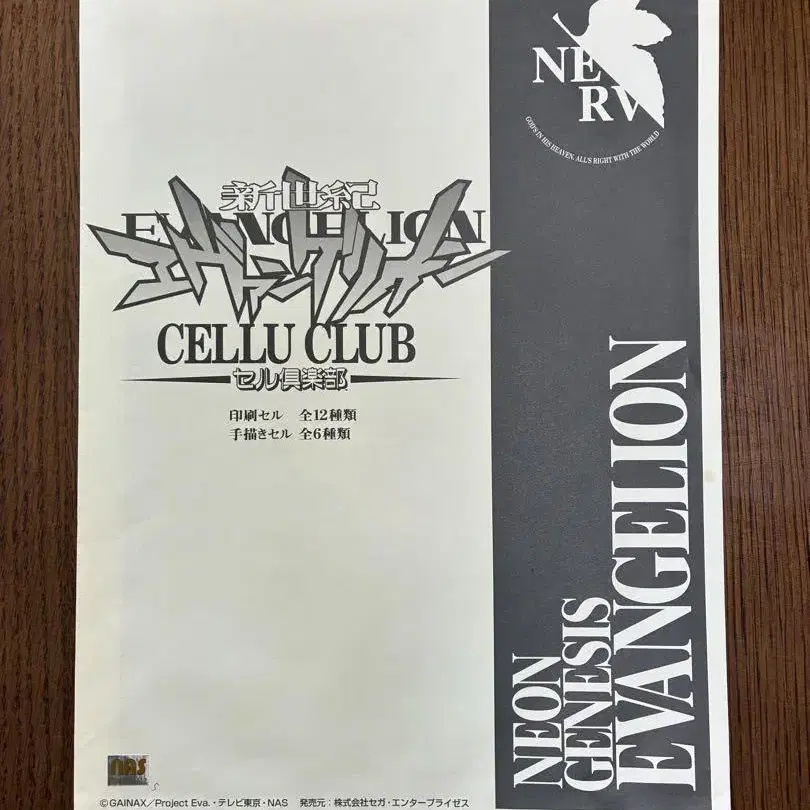 NERV
GOD'S IN HIS HEAVEN. ALL'S RIGHT WITH THE WORLD
新世紀
EVANGELION
エヴァンゲリオン
CELLU CLUB
セル倶楽部
印刷セル 全12種類
手描きセル 全6種類
NEON
GENESIS
EVANGELION
nas
©GAINAX／Project Eva.・テレビ東京・NAS 発売元：株式会社セガ・エンタープライゼス